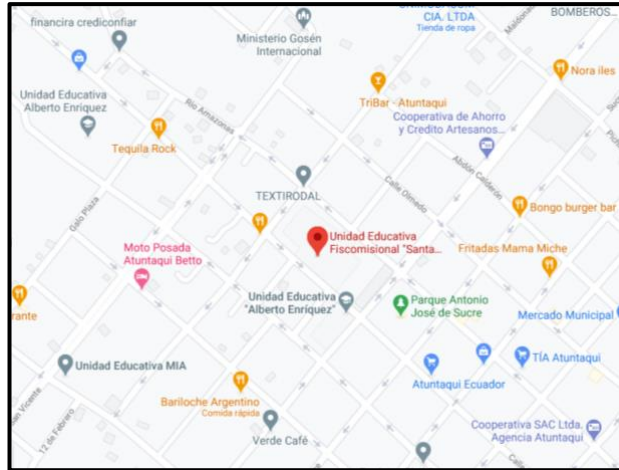 financira crediconfiar
Ministerio Gosén
Internacional
CIA. LTDA
Tienda de ropa
Maldona
BOMBEROS...
Nora iles
Unidad Educativa
Alberto Enriquez
Rio Amazonas
TriBar - Atuntaqui
Cooperativa de Ahorro
y Credito Artesanos...
Tequila Rock
TEXTIRODAL
Calle Olmedo
Abdón Calderón
Galo Plaza
Bongo burger bar
Unidad Educativa
Fiscomisional "Santa...
Moto Posada
Atuntaqui Betto
Fritadas Mama Miche
Unidad Educativa
"Alberto Enríquez"
Parque Antonio
José de Sucre
Mercado Municipal
rante
Unidad Educativa MIA
TÍA Atuntaqui
Atuntaqui Ecuador
Bariloche Argentino
Comida rápida
an Vicente
12 de Febrero
Verde Café
Cooperativa SAC Ltda.
Agencia Atuntaqui